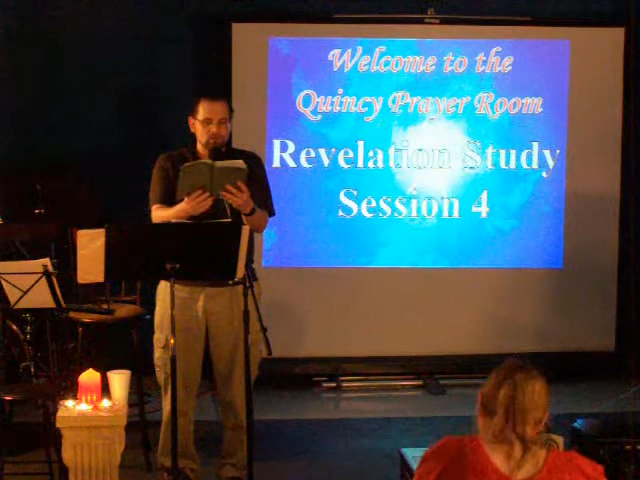 Welcome to the
Quincy Prayer Room
Revelation Study
Session 4